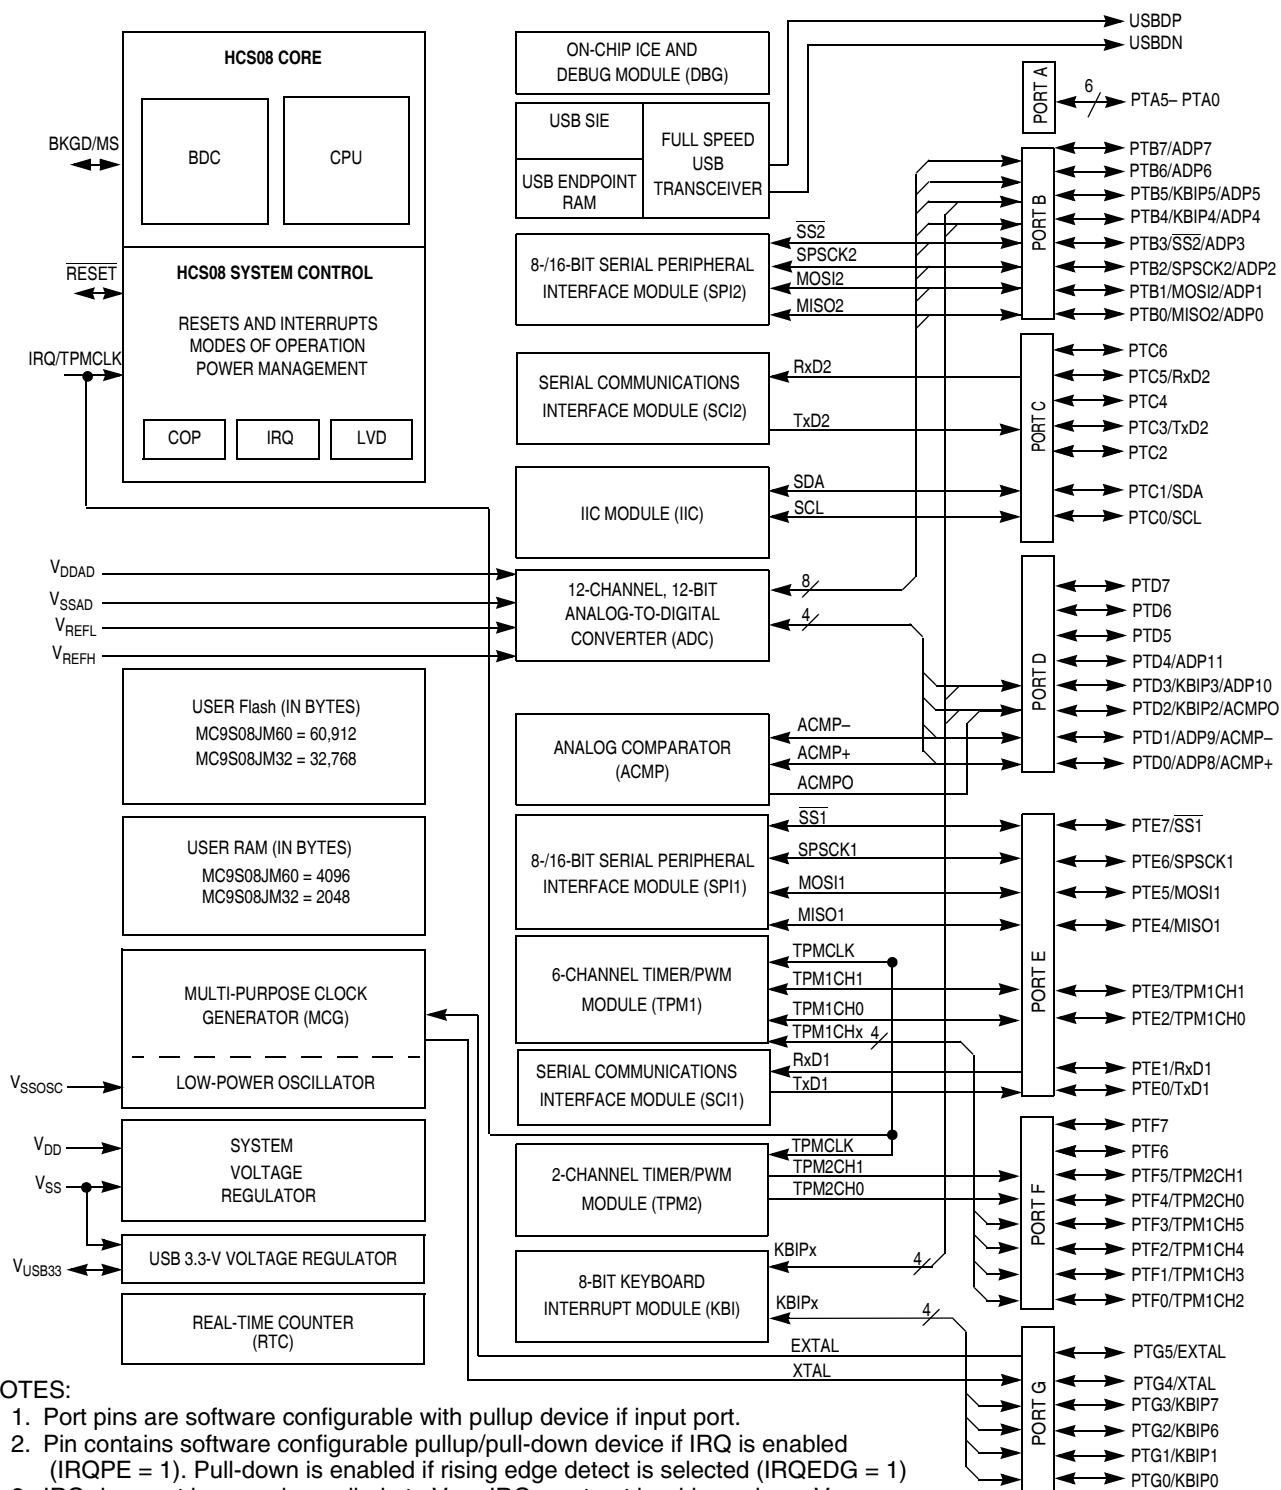 HCS08 CORE
BDC
CPU
BKGD/MS
HCS08 SYSTEM CONTROL
RESET
RESETS AND INTERRUPTS
MODES OF OPERATION
POWER MANAGEMENT
IRQ/TPMCLK
COP
IRQ
LVD
VDDAD
VSSAD
VREFL
VREFH
USER Flash (IN BYTES)
MC9S08JM60 = 60,912
MC9S08JM32 = 32,768
USER RAM (IN BYTES)
MC9S08JM60 = 4096
MC9S08JM32 = 2048
MULTI-PURPOSE CLOCK
GENERATOR (MCG)
LOW-POWER OSCILLATOR
VSSOSC
VDD
VSS
SYSTEM
VOLTAGE
REGULATOR
VUSB33
USB 3.3-V VOLTAGE REGULATOR
REAL-TIME COUNTER
(RTC)
ON-CHIP ICE AND
DEBUG MODULE (DBG)
USB SIE
USB ENDPOINT
RAM
FULL SPEED
USB
TRANSCEIVER
8-/16-BIT SERIAL PERIPHERAL
INTERFACE MODULE (SPI2)
SS2
SPSCK2
MOSI2
MISO2
SERIAL COMMUNICATIONS
INTERFACE MODULE (SCI2)
RxD2
TxD2
IIC MODULE (IIC)
SDA
SCL
12-CHANNEL, 12-BIT
ANALOG-TO-DIGITAL
CONVERTER (ADC)
8
4
ANALOG COMPARATOR
(ACMP)
ACMP–
ACMP+
ACMPO
8-/16-BIT SERIAL PERIPHERAL
INTERFACE MODULE (SPI1)
SS1
SPSCK1
MOSI1
MISO1
6-CHANNEL TIMER/PWM
MODULE (TPM1)
TPMCLK
TPM1CH1
TPM1CH0
TPM1CHx 4
SERIAL COMMUNICATIONS
INTERFACE MODULE (SCI1)
RxD1
TxD1
2-CHANNEL TIMER/PWM
MODULE (TPM2)
TPMCLK
TPM2CH1
TPM2CH0
8-BIT KEYBOARD
INTERRUPT MODULE (KBI)
KBIPx
4
KBIPx
4
EXTAL
XTAL
USBDP
USBDN
PORT A
6
PTA5– PTA0
PORT B
PTB7/ADP7
PTB6/ADP6
PTB5/KBIP5/ADP5
PTB4/KBIP4/ADP4
PTB3/SS2/ADP3
PTB2/SPSCK2/ADP2
PTB1/MOSI2/ADP1
PTB0/MISO2/ADP0
PORT C
PTC6
PTC5/RxD2
PTC4
PTC3/TxD2
PTC2
PTC1/SDA
PTC0/SCL
PORT D
PTD7
PTD6
PTD5
PTD4/ADP11
PTD3/KBIP3/ADP10
PTD2/KBIP2/ACMPO
PTD1/ADP9/ACMP–
PTD0/ADP8/ACMP+
PORT E
PTE7/SS1
PTE6/SPSCK1
PTE5/MOSI1
PTE4/MISO1
PTE3/TPM1CH1
PTE2/TPM1CH0
PTE1/RxD1
PTE0/TxD1
PORT F
PTF7
PTF6
PTF5/TPM2CH1
PTF4/TPM2CH0
PTF3/TPM1CH5
PTF2/TPM1CH4
PTF1/TPM1CH3
PTF0/TPM1CH2
PORT G
PTG5/EXTAL
PTG4/XTAL
PTG3/KBIP7
PTG2/KBIP6
PTG1/KBIP1
PTG0/KBIP0
OTES:
1. Port pins are software configurable with pullup device if input port.
2. Pin contains software configurable pullup/pull-down device if IRQ is enabled
(IRQPE = 1). Pull-down is enabled if rising edge detect is selected (IRQEDG = 1)